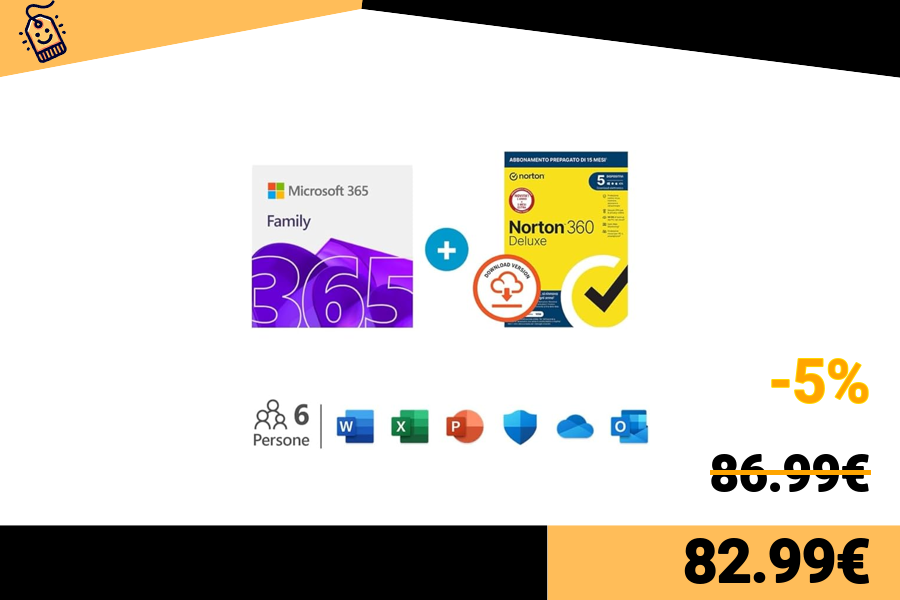 ABBONAMENTO PREPAGATO DI 15 MESI
norton
5
Microsoft 365
Family
365
Norton 360
Deluxe
DOWNLOAD VERSION
-5%
6
Persone
W
X
P
O
86.99€
82.99€